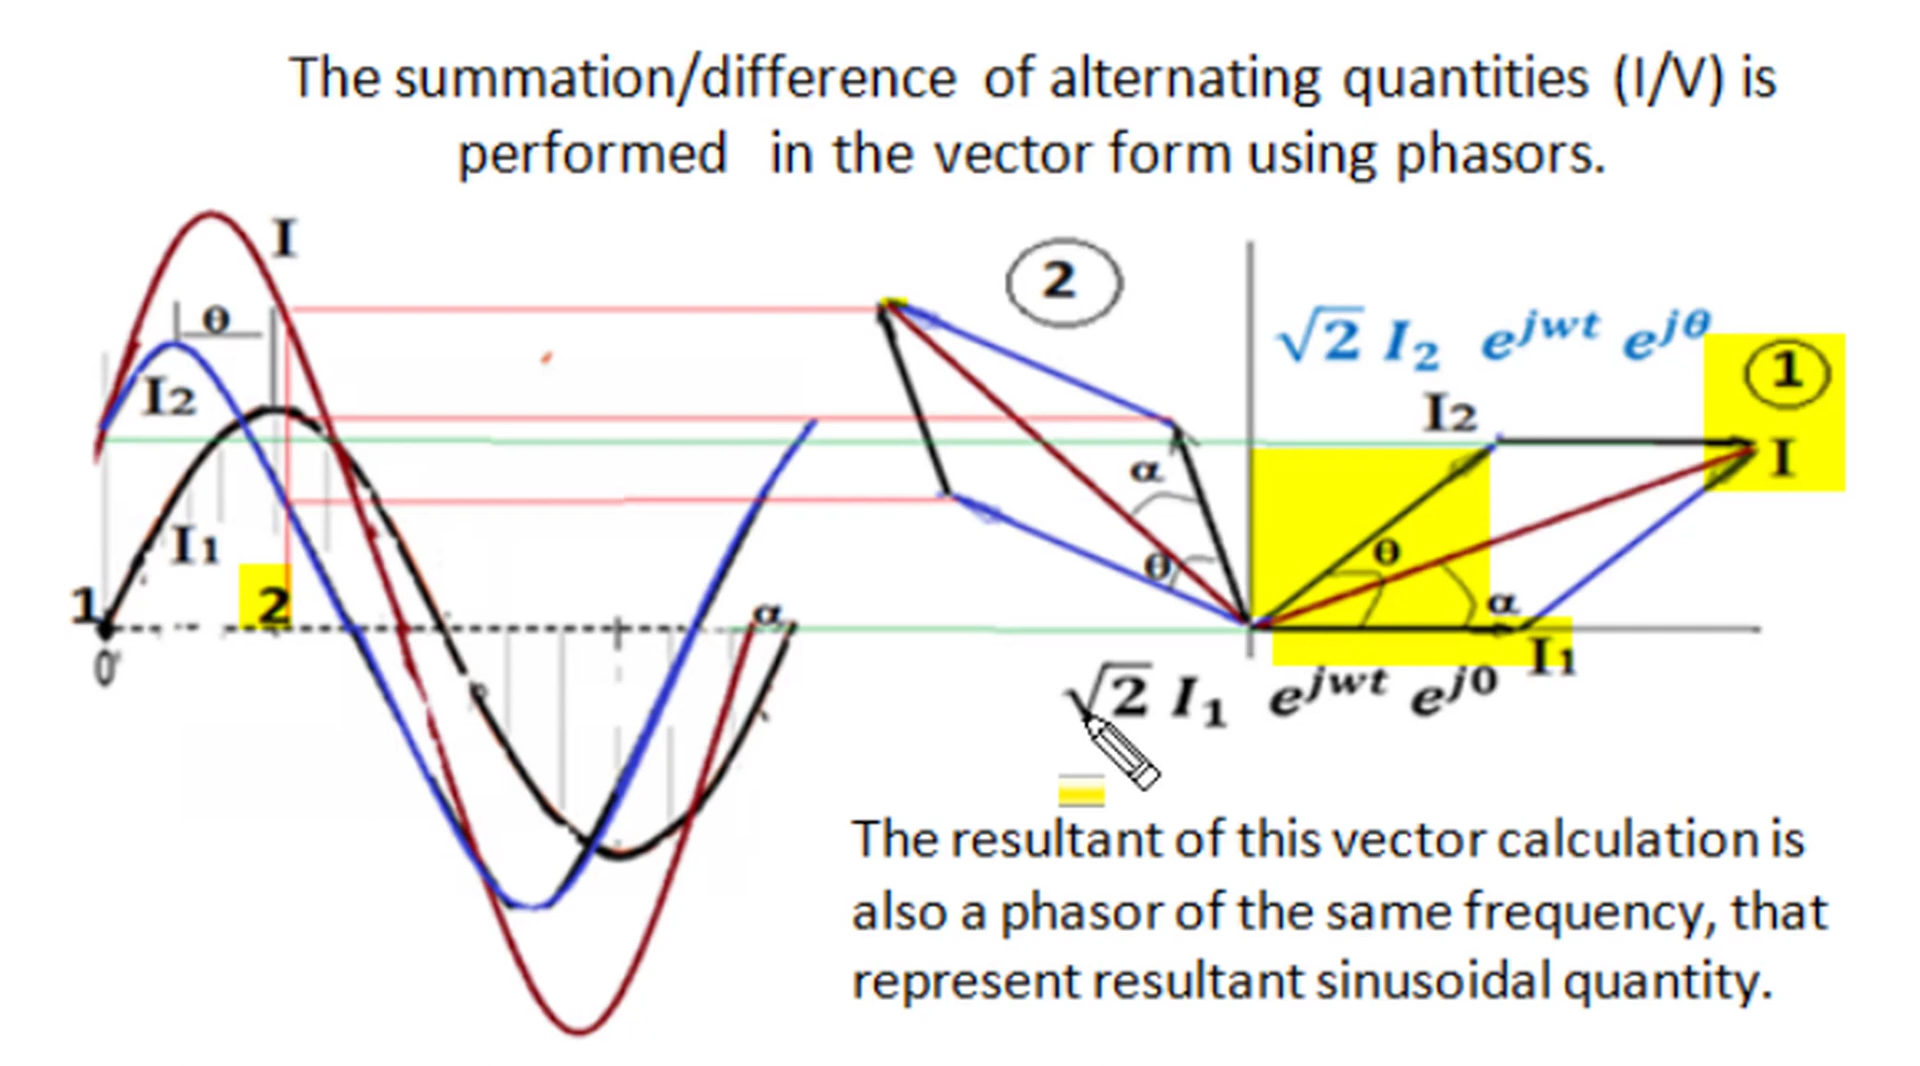 The summation/difference of alternating quantities (I/V) is
performed in the vector form using phasors.
I
θ
I₂
I₁
1
2
0
α
2
α
θ
√2 I₂ e^jwt e^jθ
1
I₂
I
θ
α
I₁
√2 I₁ e^jwt e^j0
The resultant of this vector calculation is
also a phasor of the same frequency, that
represent resultant sinusoidal quantity.